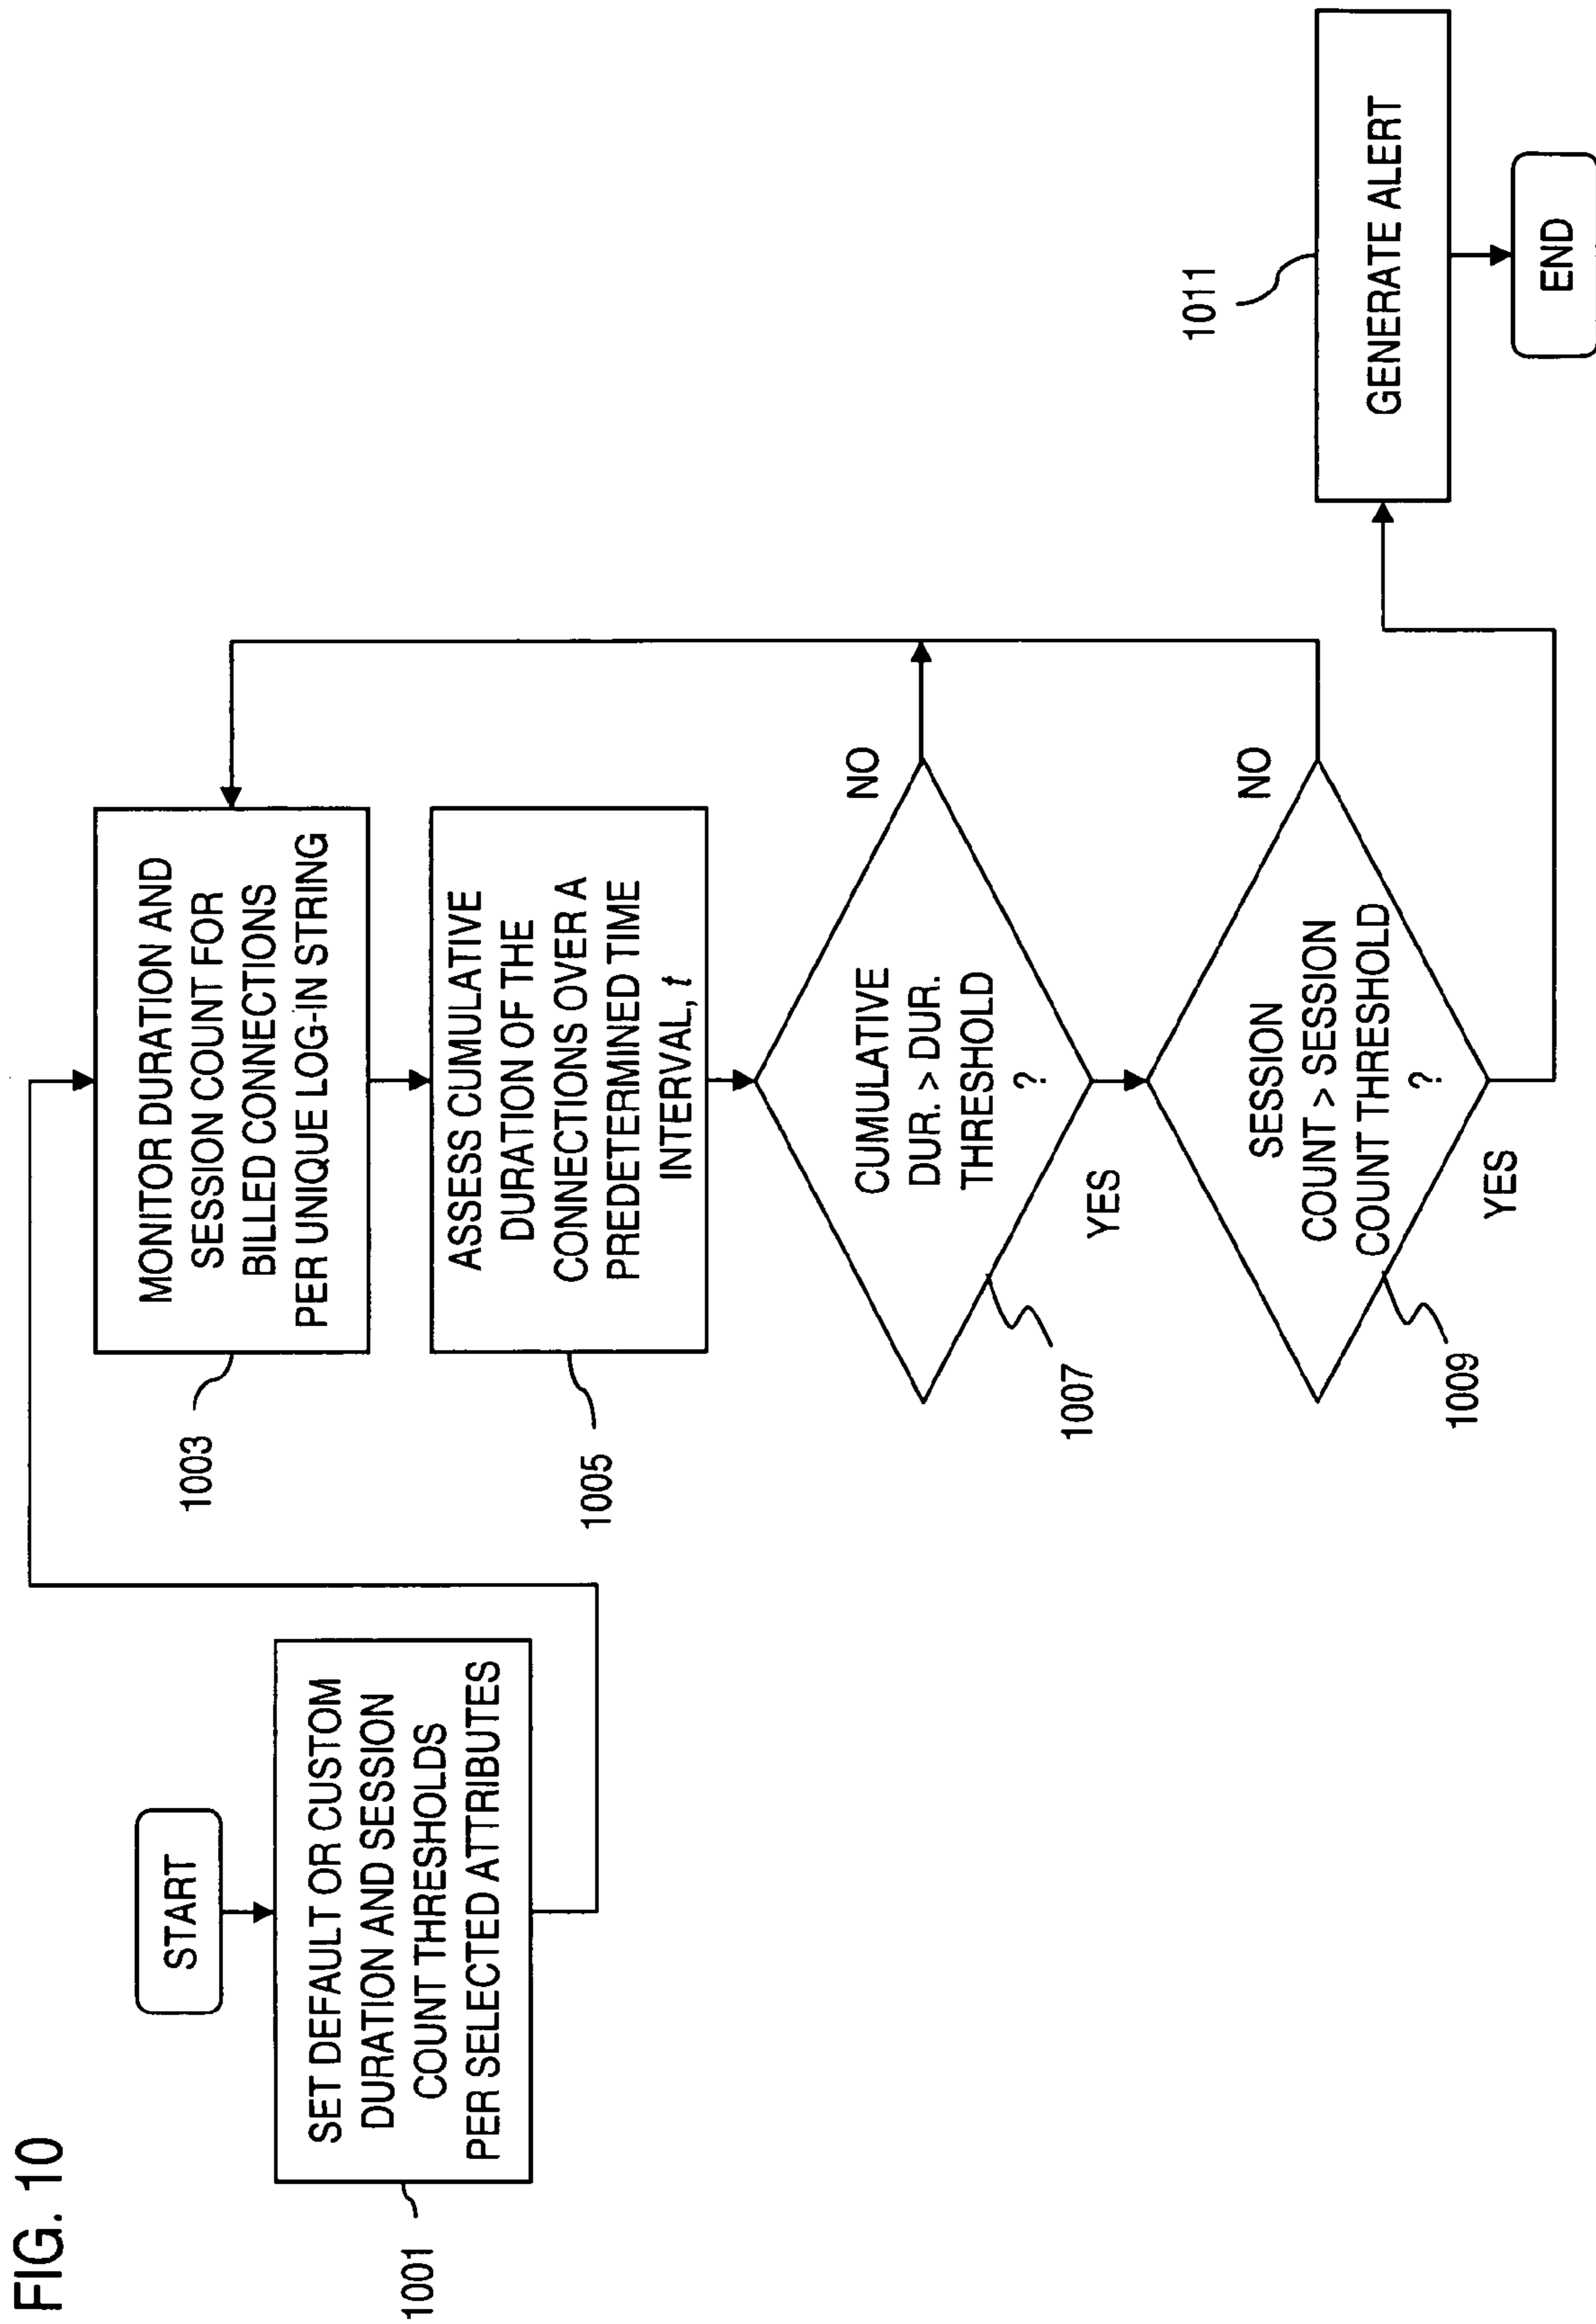 FIG. 10
START
SET DEFAULT OR CUSTOM
DURATION AND SESSION
COUNT THRESHOLDS
PER SELECTED ATTRIBUTES
1001
MONITOR DURATION AND
SESSION COUNT FOR
BILLED CONNECTIONS
PER UNIQUE LOG-IN STRING
1003
ASSESS CUMULATIVE
DURATION OF THE
CONNECTIONS OVER A
PREDETERMINED TIME
INTERVAL, t
1005
CUMULATIVE
DUR. > DUR.
THRESHOLD
?
NO
YES
1007
SESSION
COUNT > SESSION
COUNT THRESHOLD
?
NO
YES
1009
1011
GENERATE ALERT
END